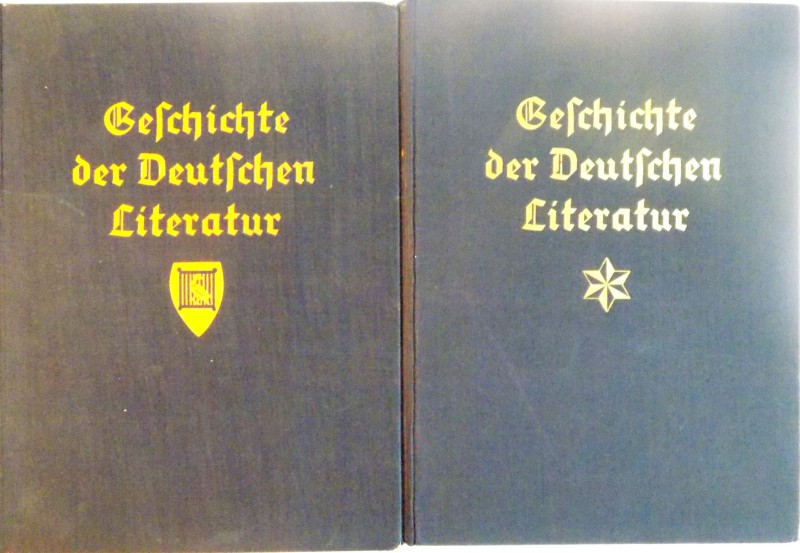 Geſchichte
der Deutſchen
Literatur
Geſchichte
der Deutſchen
Literatur